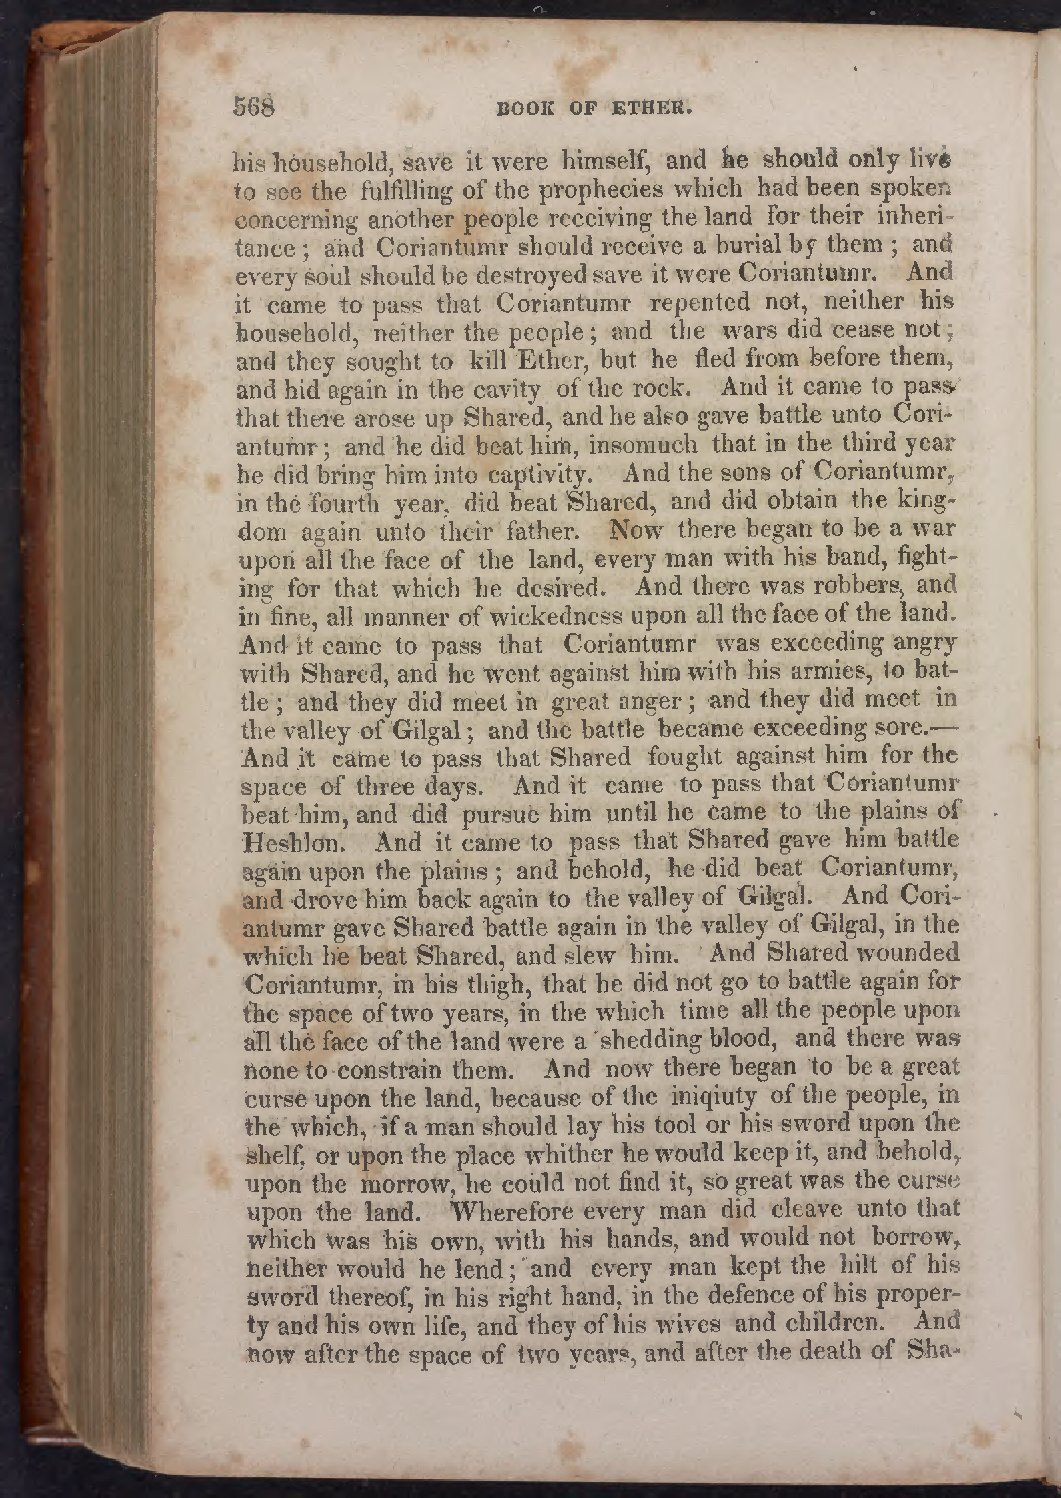 568 BOOK OF ETHER.
his household, save it were himself, and he should only live
to see the fulfilling of the prophecies which had been spoken
concerning another people receiving the land for their inheri-
tance; and Coriantumr should receive a burial by them; and
every soul should be destroyed save it were Coriantumr. And
it came to pass that Coriantumr repented not, neither his
household, neither the people; and the wars did cease not;
and they sought to kill Ether, but he fled from before them,
and hid again in the cavity of the rock. And it came to pass
that there arose up Shared, and he also gave battle unto Cori-
antumr; and he did beat him, insomuch that in the third year
he did bring him into captivity. And the sons of Coriantumr,
in the fourth year, did beat Shared, and did obtain the king-
dom again unto their father. Now there began to be a war
upon all the face of the land, every man with his band, fight-
ing for that which he desired. And there was robbers, and
in fine, all manner of wickedness upon all the face of the land.
And it came to pass that Coriantumr was exceeding angry
with Shared, and he went against him with his armies, to bat-
tle; and they did meet in great anger; and they did meet in
the valley of Gilgal; and the battle became exceeding sore.—
And it came to pass that Shared fought against him for the
space of three days. And it came to pass that Coriantumr
beat him, and did pursue him until he came to the plains of
Heshlon. And it came to pass that Shared gave him battle
again upon the plains; and behold, he did beat Coriantumr,
and drove him back again to the valley of Gilgal. And Cori-
antumr gave Shared battle again in the valley of Gilgal, in the
which he beat Shared, and slew him. And Shared wounded
Coriantumr, in his thigh, that he did not go to battle again for
the space of two years, in the which time all the people upon
all the face of the land were a shedding blood, and there was
none to constrain them. And now there began to be a great
curse upon the land, because of the iniqiuty of the people, in
the which, if a man should lay his tool or his sword upon the
shelf, or upon the place whither he would keep it, and behold,
upon the morrow, he could not find it, so great was the curse
upon the land. Wherefore every man did cleave unto that
which was his own, with his hands, and would not borrow,
neither would he lend; and every man kept the hilt of his
sword thereof, in his right hand, in the defence of his proper-
ty and his own life, and they of his wives and children. And
now after the space of two years, and after the death of Sha-